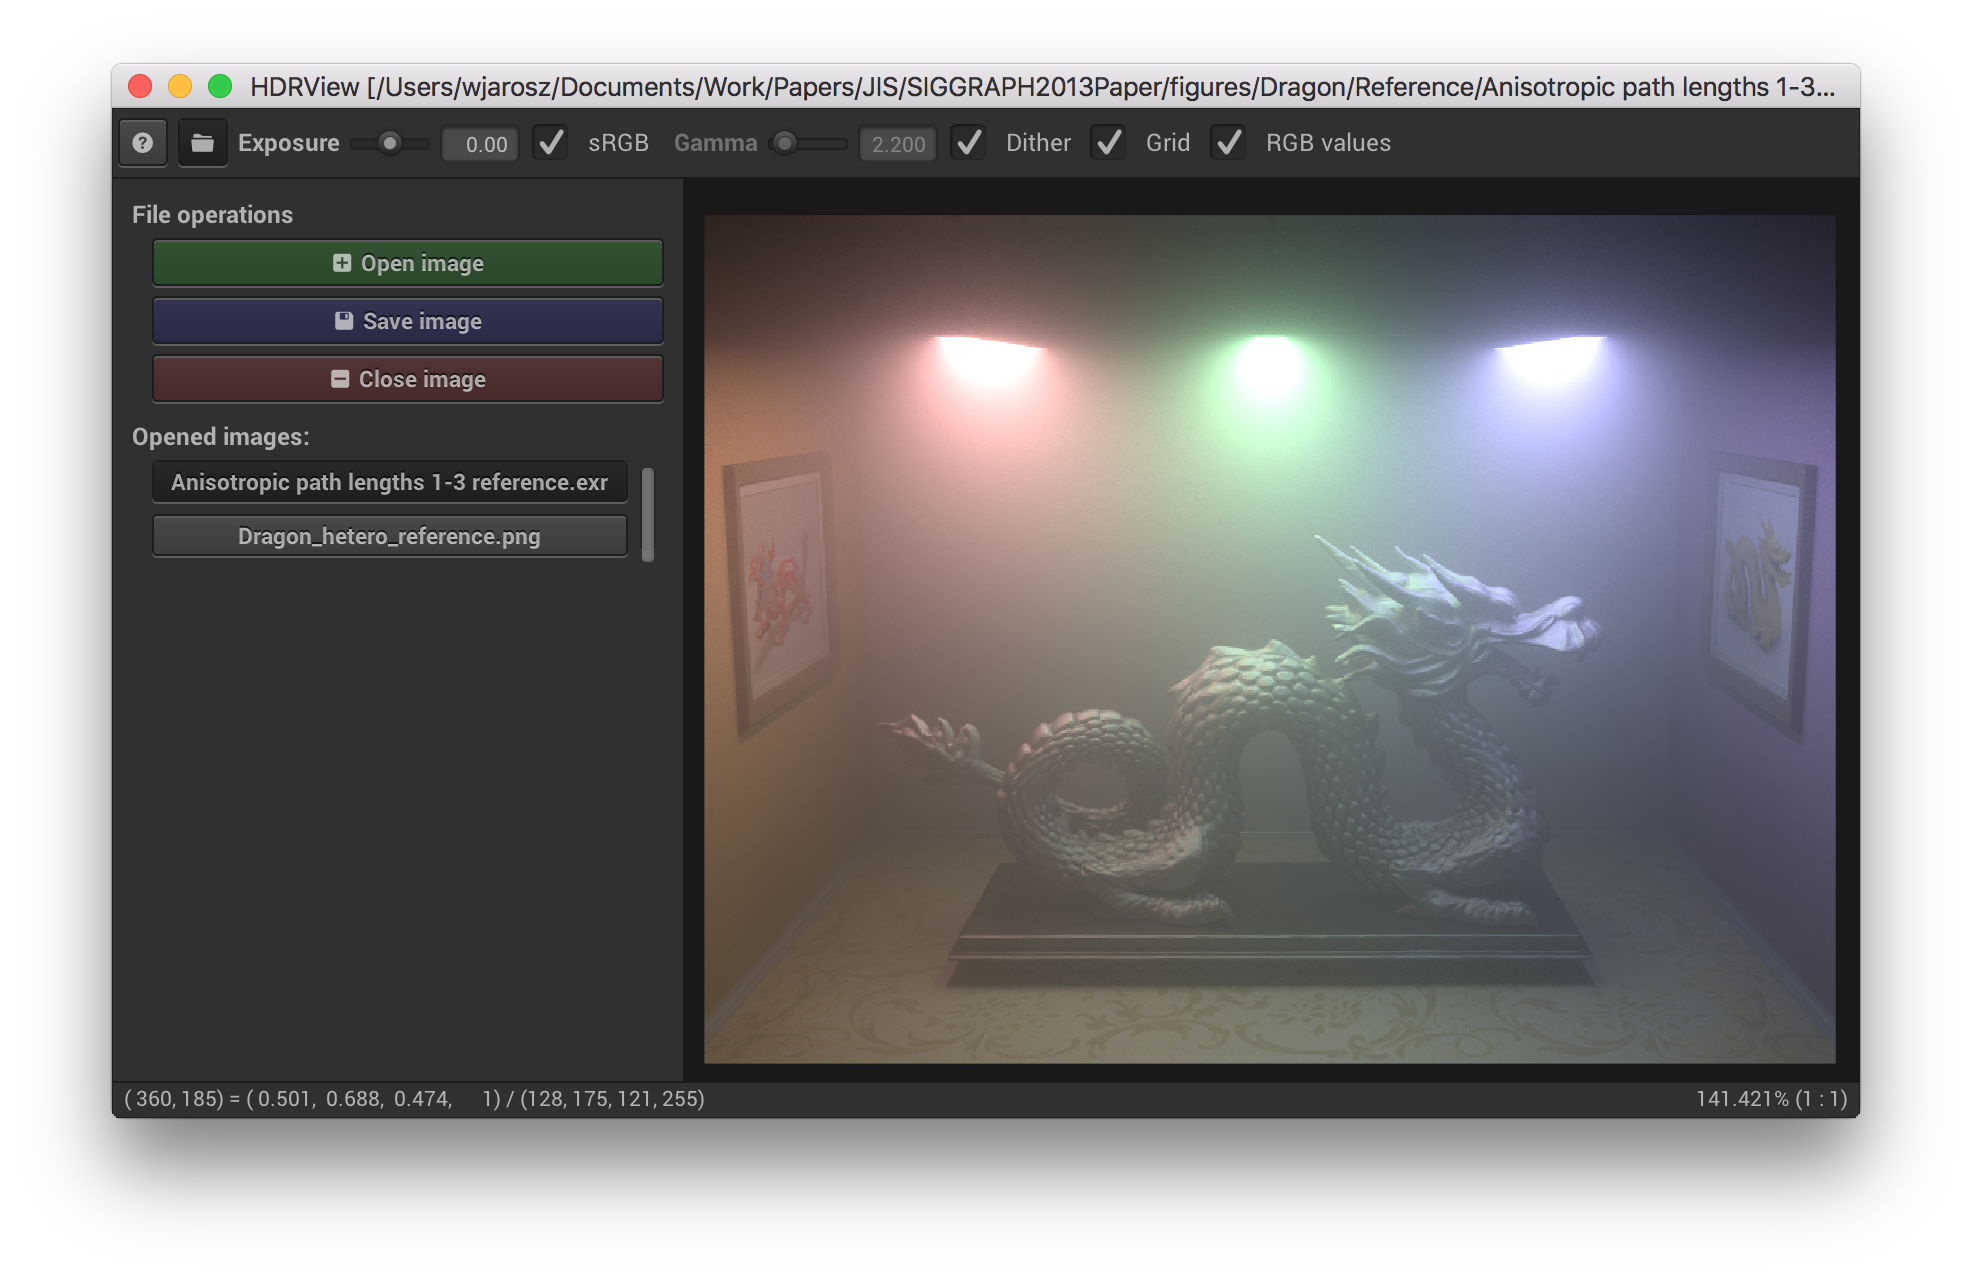 HDRView [/Users/wjarosz/Documents/Work/Papers/JIS/SIGGRAPH2013Paper/figures/Dragon/Reference/Anisotropic path lengths 1-3...
? Exposure 0.00 sRGB Gamma 2.200 Dither Grid RGB values
File operations
Open image
Save image
Close image
Opened images:
Anisotropic path lengths 1-3 reference.exr
Dragon_hetero_reference.png
( 360, 185) = ( 0.501, 0.688, 0.474, 1) / (128, 175, 121, 255)
141.421% (1 : 1)